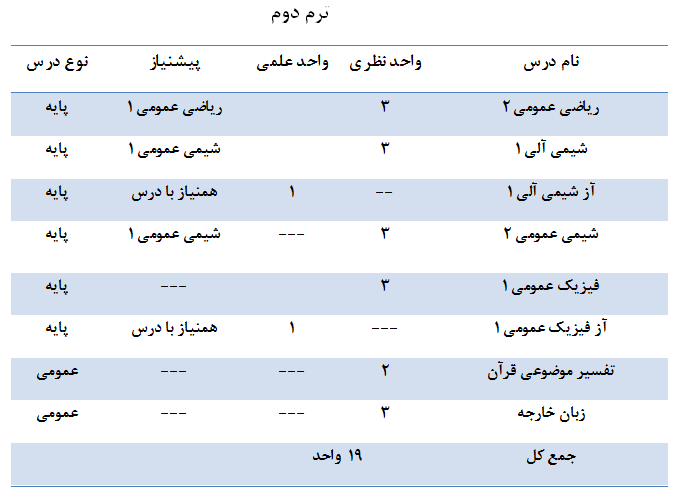 ترم دوم
نام درس واحد نظری واحد علمی پیشنیاز نوع درس
ریاضی عمومی ۲ ۳ ریاضی عمومی ۱ پایه
شیمی آلی ۱ ۳ شیمی عمومی ۱ پایه
آز شیمی آلی ۱ -- ۱ همنیاز با درس پایه
شیمی عمومی ۲ ۳ --- شیمی عمومی ۱ پایه
فیزیک عمومی ۱ ۳ --- پایه
آز فیزیک عمومی ۱ --- ۱ همنیاز با درس پایه
تفسیر موضوعی قرآن ۲ --- --- عمومی
زبان خارجه ۳ --- --- عمومی
جمع کل ۱۹ واحد